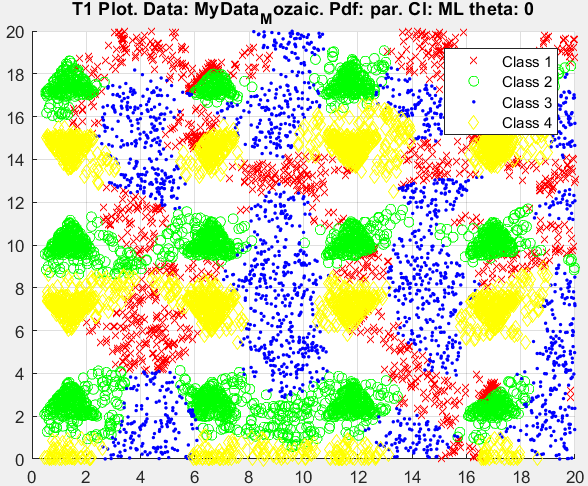 T1 Plot. Data: MyData_Mozaic. Pdf: par. Cl: ML theta: 0
20
18
16
14
12
10
8
6
4
2
0
Class 1
Class 2
Class 3
Class 4
0 2 4 6 8 10 12 14 16 18 20